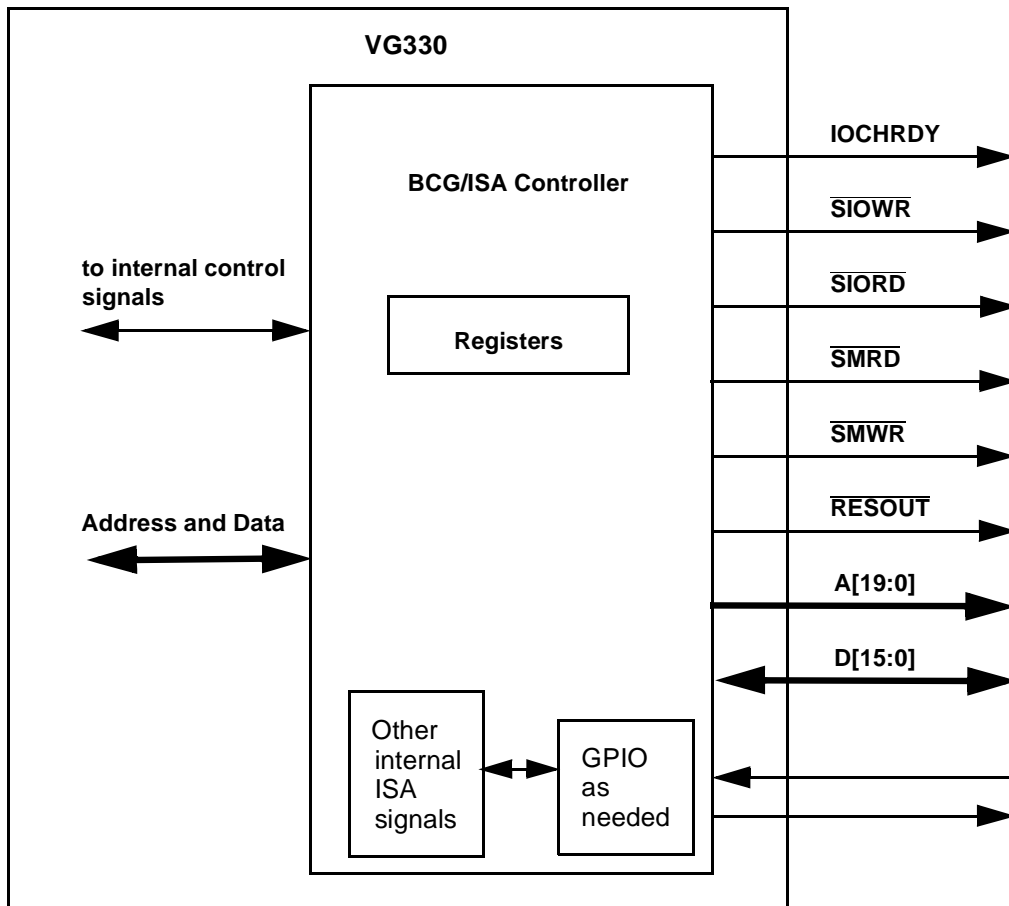 VG330
BCG/ISA Controller
Registers
to internal control
signals
Address and Data
Other
internal
ISA
signals
GPIO
as
needed
IOCHRDY
SIOWR
SIORD
SMRD
SMWR
RESOUT
A[19:0]
D[15:0]